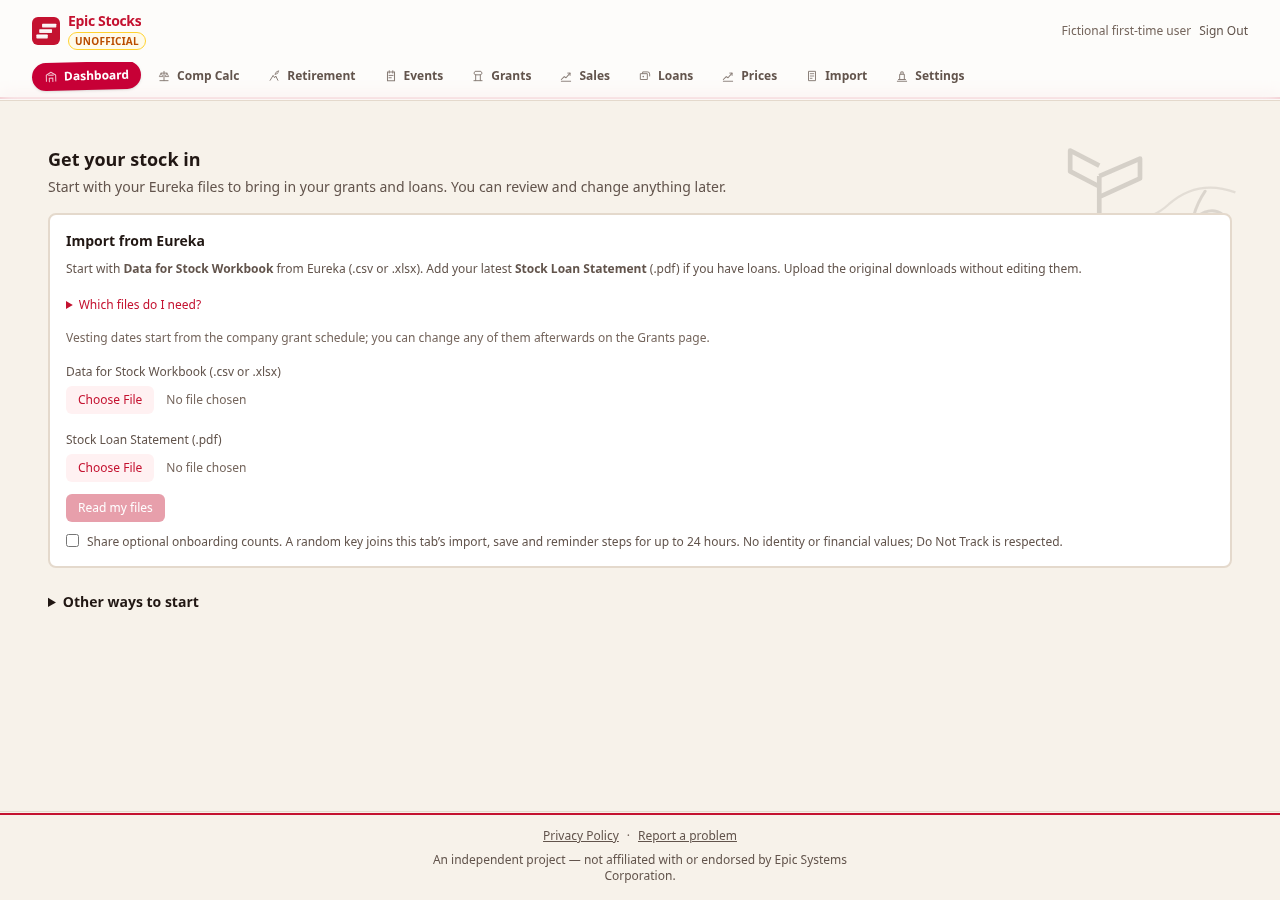 Epic Stocks
UNOFFICIAL
Fictional first-time user Sign Out
Dashboard Comp Calc Retirement Events Grants Sales Loans Prices Import Settings
Get your stock in
Start with your Eureka files to bring in your grants and loans. You can review and change anything later.
Import from Eureka
Start with Data for Stock Workbook from Eureka (.csv or .xlsx). Add your latest Stock Loan Statement (.pdf) if you have loans. Upload the original downloads without editing them.
Which files do I need?
Vesting dates start from the company grant schedule; you can change any of them afterwards on the Grants page.
Data for Stock Workbook (.csv or .xlsx)
Choose File No file chosen
Stock Loan Statement (.pdf)
Choose File No file chosen
Read my files
Share optional onboarding counts. A random key joins this tab’s import, save and reminder steps for up to 24 hours. No identity or financial values; Do Not Track is respected.
Other ways to start
Privacy Policy · Report a problem
An independent project — not affiliated with or endorsed by Epic Systems
Corporation.